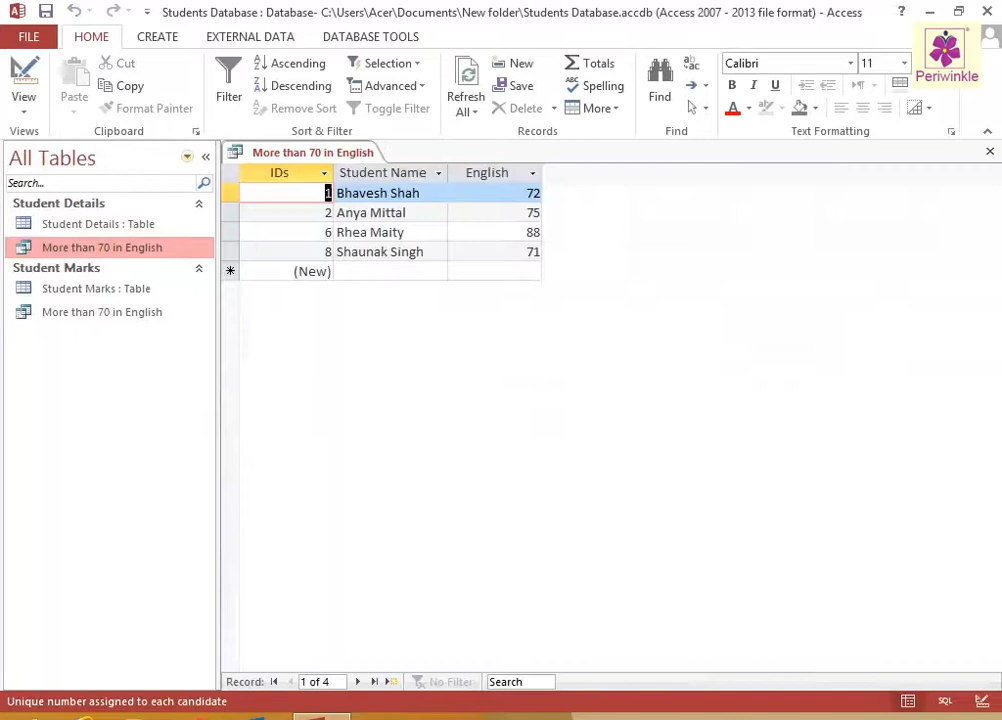 Students Database : Database- C:\Users\Acer\Documents\New folder\Students Database.accdb (Access 2007 - 2013 file format) - Access
?
FILE HOME CREATE EXTERNAL DATA DATABASE TOOLS
Periwinkle
View
Views
Paste
Cut
Copy
Format Painter
Clipboard
Filter
Ascending
Descending
Remove Sort
Selection
Advanced
Toggle Filter
Sort & Filter
Refresh
All
New
Save
Delete
Totals
Spelling
More
Records
Find
Find
Calibri 11
B I U
A
Text Formatting
All Tables
Search...
Student Details
Student Details : Table
More than 70 in English
Student Marks
Student Marks : Table
More than 70 in English
More than 70 in English
IDs Student Name English
1 Bhavesh Shah 72
2 Anya Mittal 75
6 Rhea Maity 88
8 Shaunak Singh 71
(New)
Record: 1 of 4 No Filter Search
Unique number assigned to each candidate SQL